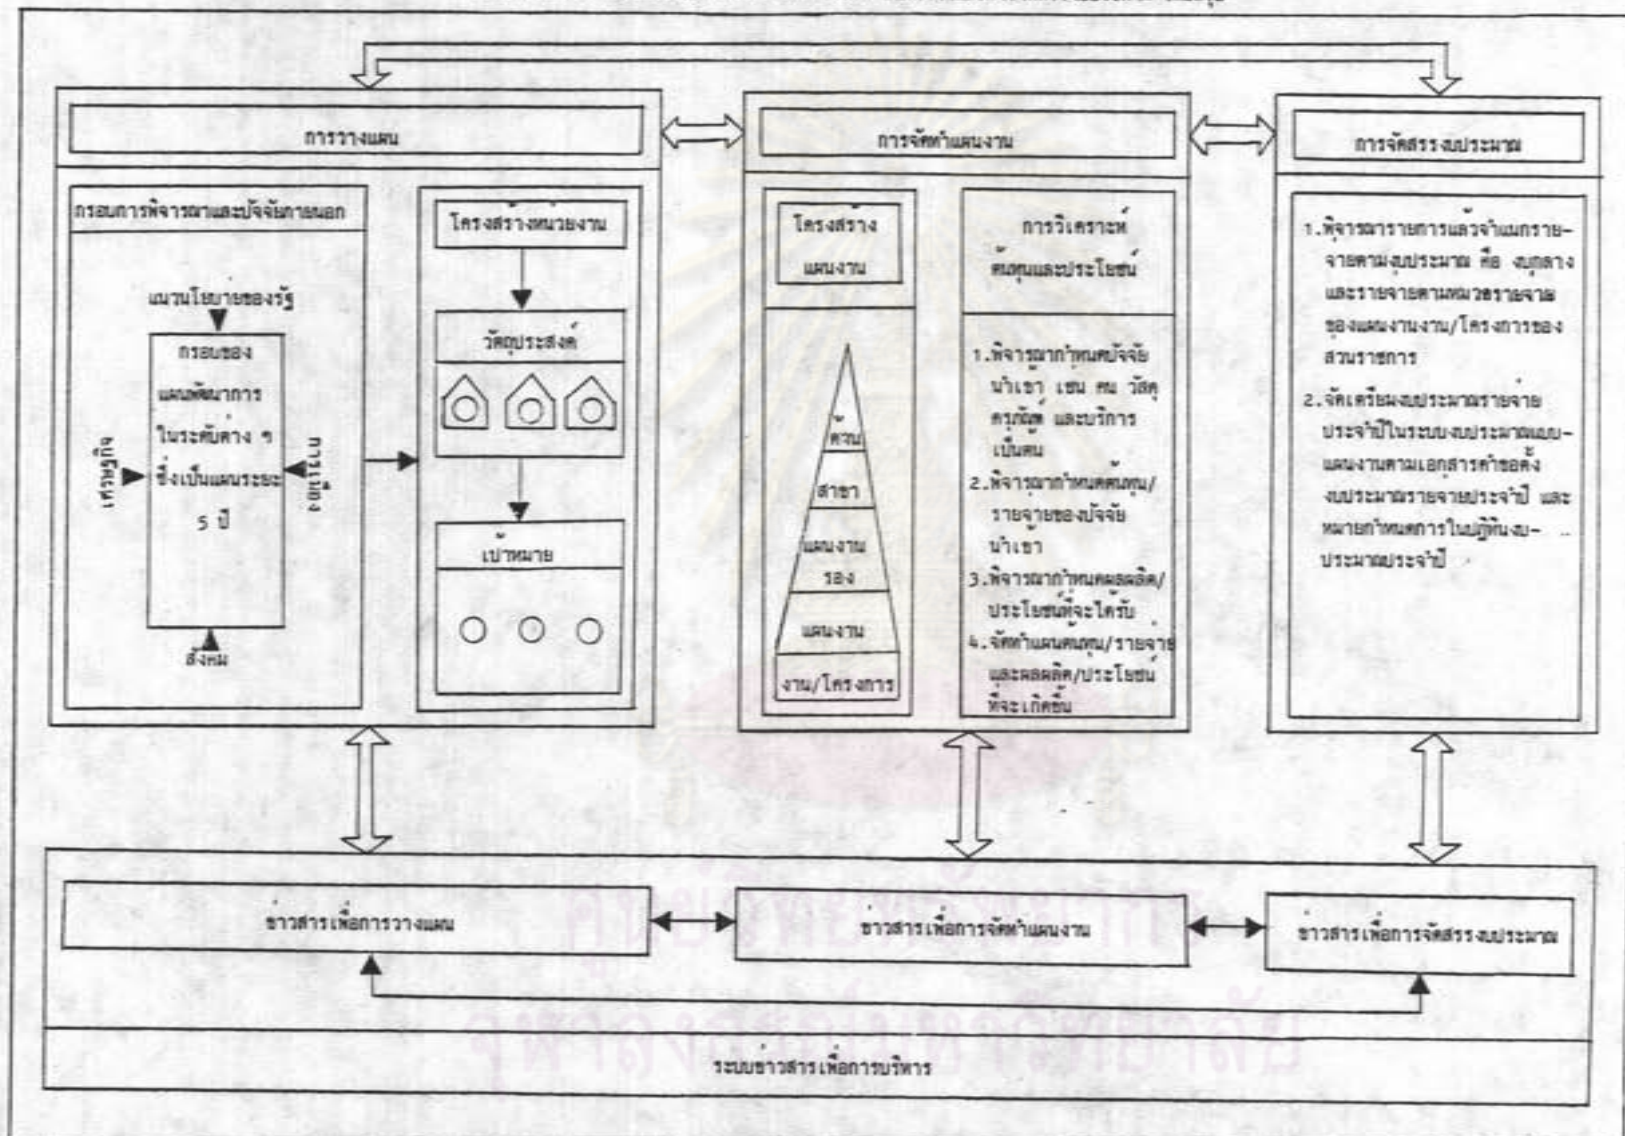 การวางแผน
การจัดทำแผนงาน
การจัดสรรงบประมาณ
กรอบการพิจารณาและปัจจัยภายนอก
แนวนโยบายของรัฐ
กรอบของ
แผนพัฒนาการ
ในระดับต่าง ๆ
ซึ่งเป็นแผนระยะ
5 ปี
เศรษฐกิจ
การเมือง
สังคม
โครงสร้างหน่วยงาน
วัตถุประสงค์
เป้าหมาย
โครงสร้าง
แผนงาน
ด้าน
สาขา
แผนงาน
รอง
แผนงาน
งาน/โครงการ
การวิเคราะห์
ต้นทุนและประโยชน์
1.พิจารณากำหนดปัจจัย
นำเข้า เช่น คน วัสดุ
ครุภัณฑ์ และบริการ
เป็นต้น
2.พิจารณากำหนดต้นทุน/
รายจ่ายของปัจจัย
นำเข้า
3.พิจารณากำหนดผลผลิต/
ประโยชน์ที่จะได้รับ
4.จัดทำแผนต้นทุน/รายจ่าย
และผลผลิต/ประโยชน์
ที่จะเกิดขึ้น
1.พิจารณารายการแล้วจำแนกราย-
จ่ายตามงบประมาณ คือ งบกลาง
และรายจ่ายตามหมวดรายจ่าย
ของแผนงานงาน/โครงการของ
ส่วนราชการ
2.จัดเตรียมงบประมาณรายจ่าย
ประจำปีในระบบงบประมาณแบบ-
แผนงานตามเอกสารคำขอตั้ง
งบประมาณรายจ่ายประจำปี และ
หมายกำหนดการในปฏิทินงบ-
ประมาณประจำปี
ข่าวสารเพื่อการวางแผน
ข่าวสารเพื่อการจัดทำแผนงาน
ข่าวสารเพื่อการจัดสรรงบประมาณ
ระบบข่าวสารเพื่อการบริหาร
ศูนย์วิทยทรัพยากร
จุฬาลงกรณ์มหาวิทยาลัย